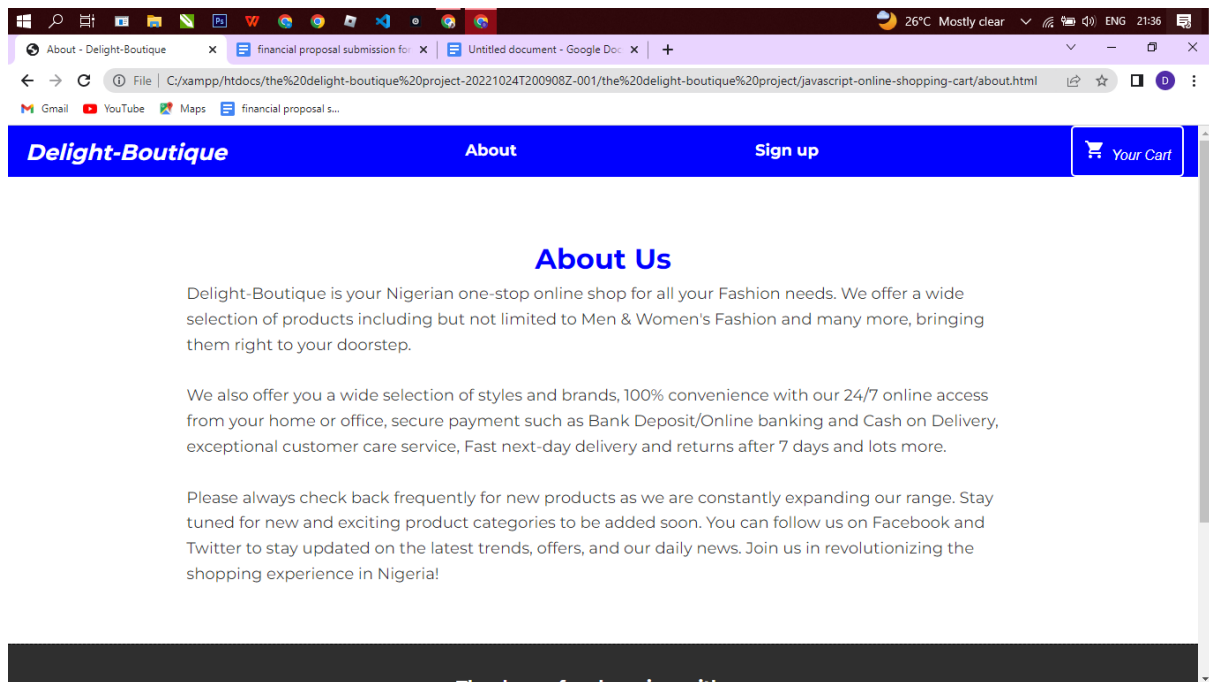 26°C Mostly clear ENG 21:36
About - Delight-Boutique financial proposal submission for Untitled document - Google Doc
File C:/xampp/htdocs/the%20delight-boutique%20project-20221024T200908Z-001/the%20delight-boutique%20project/javascript-online-shopping-cart/about.html D
Gmail YouTube Maps financial proposal s...
Delight-Boutique About Sign up Your Cart
About Us
Delight-Boutique is your Nigerian one-stop online shop for all your Fashion needs. We offer a wide
selection of products including but not limited to Men & Women's Fashion and many more, bringing
them right to your doorstep.
We also offer you a wide selection of styles and brands, 100% convenience with our 24/7 online access
from your home or office, secure payment such as Bank Deposit/Online banking and Cash on Delivery,
exceptional customer care service, Fast next-day delivery and returns after 7 days and lots more.
Please always check back frequently for new products as we are constantly expanding our range. Stay
tuned for new and exciting product categories to be added soon. You can follow us on Facebook and
Twitter to stay updated on the latest trends, offers, and our daily news. Join us in revolutionizing the
shopping experience in Nigeria!